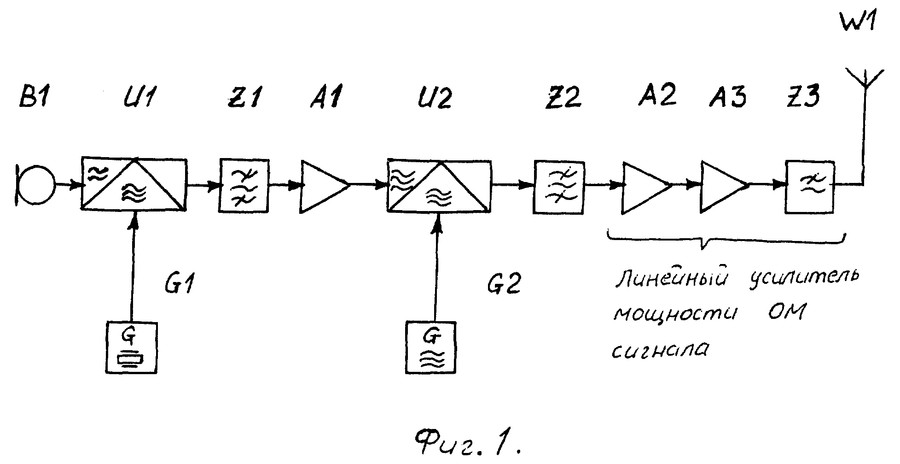 W1
B1 U1 Z1 A1 U2 Z2 A2 A3 Z3
G1 G2
G G
Линейный усилитель
мощности ОМ
сигнала
Фиг. 1.